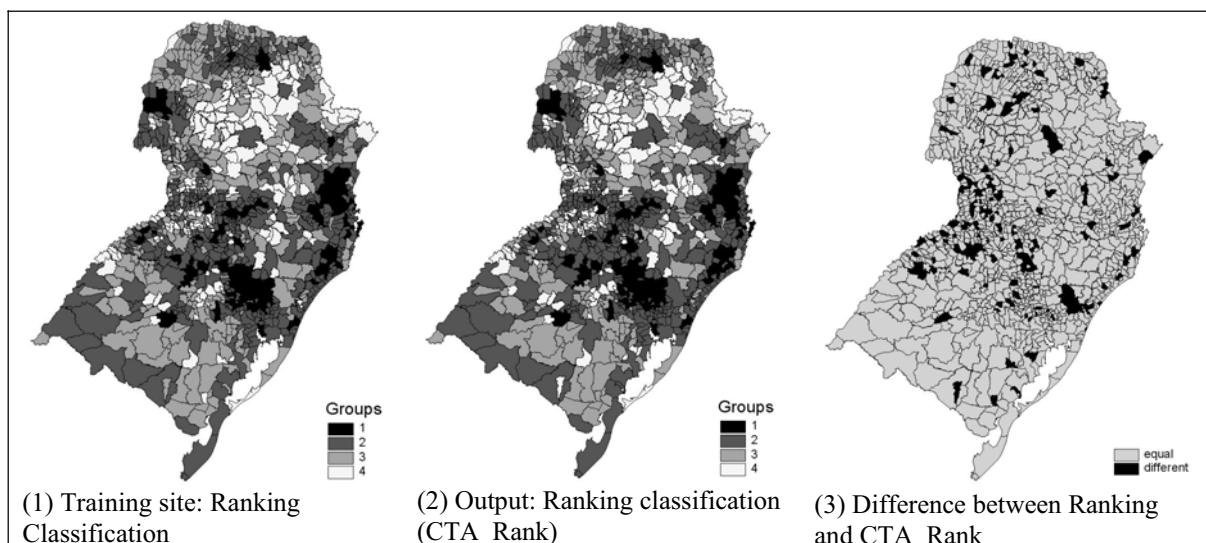 Groups
1
2
3
4
(1) Training site: Ranking
Classification
Groups
1
2
3
4
(2) Output: Ranking classification
(CTA_Rank)
equal
different
(3) Difference between Ranking
and CTA_Rank